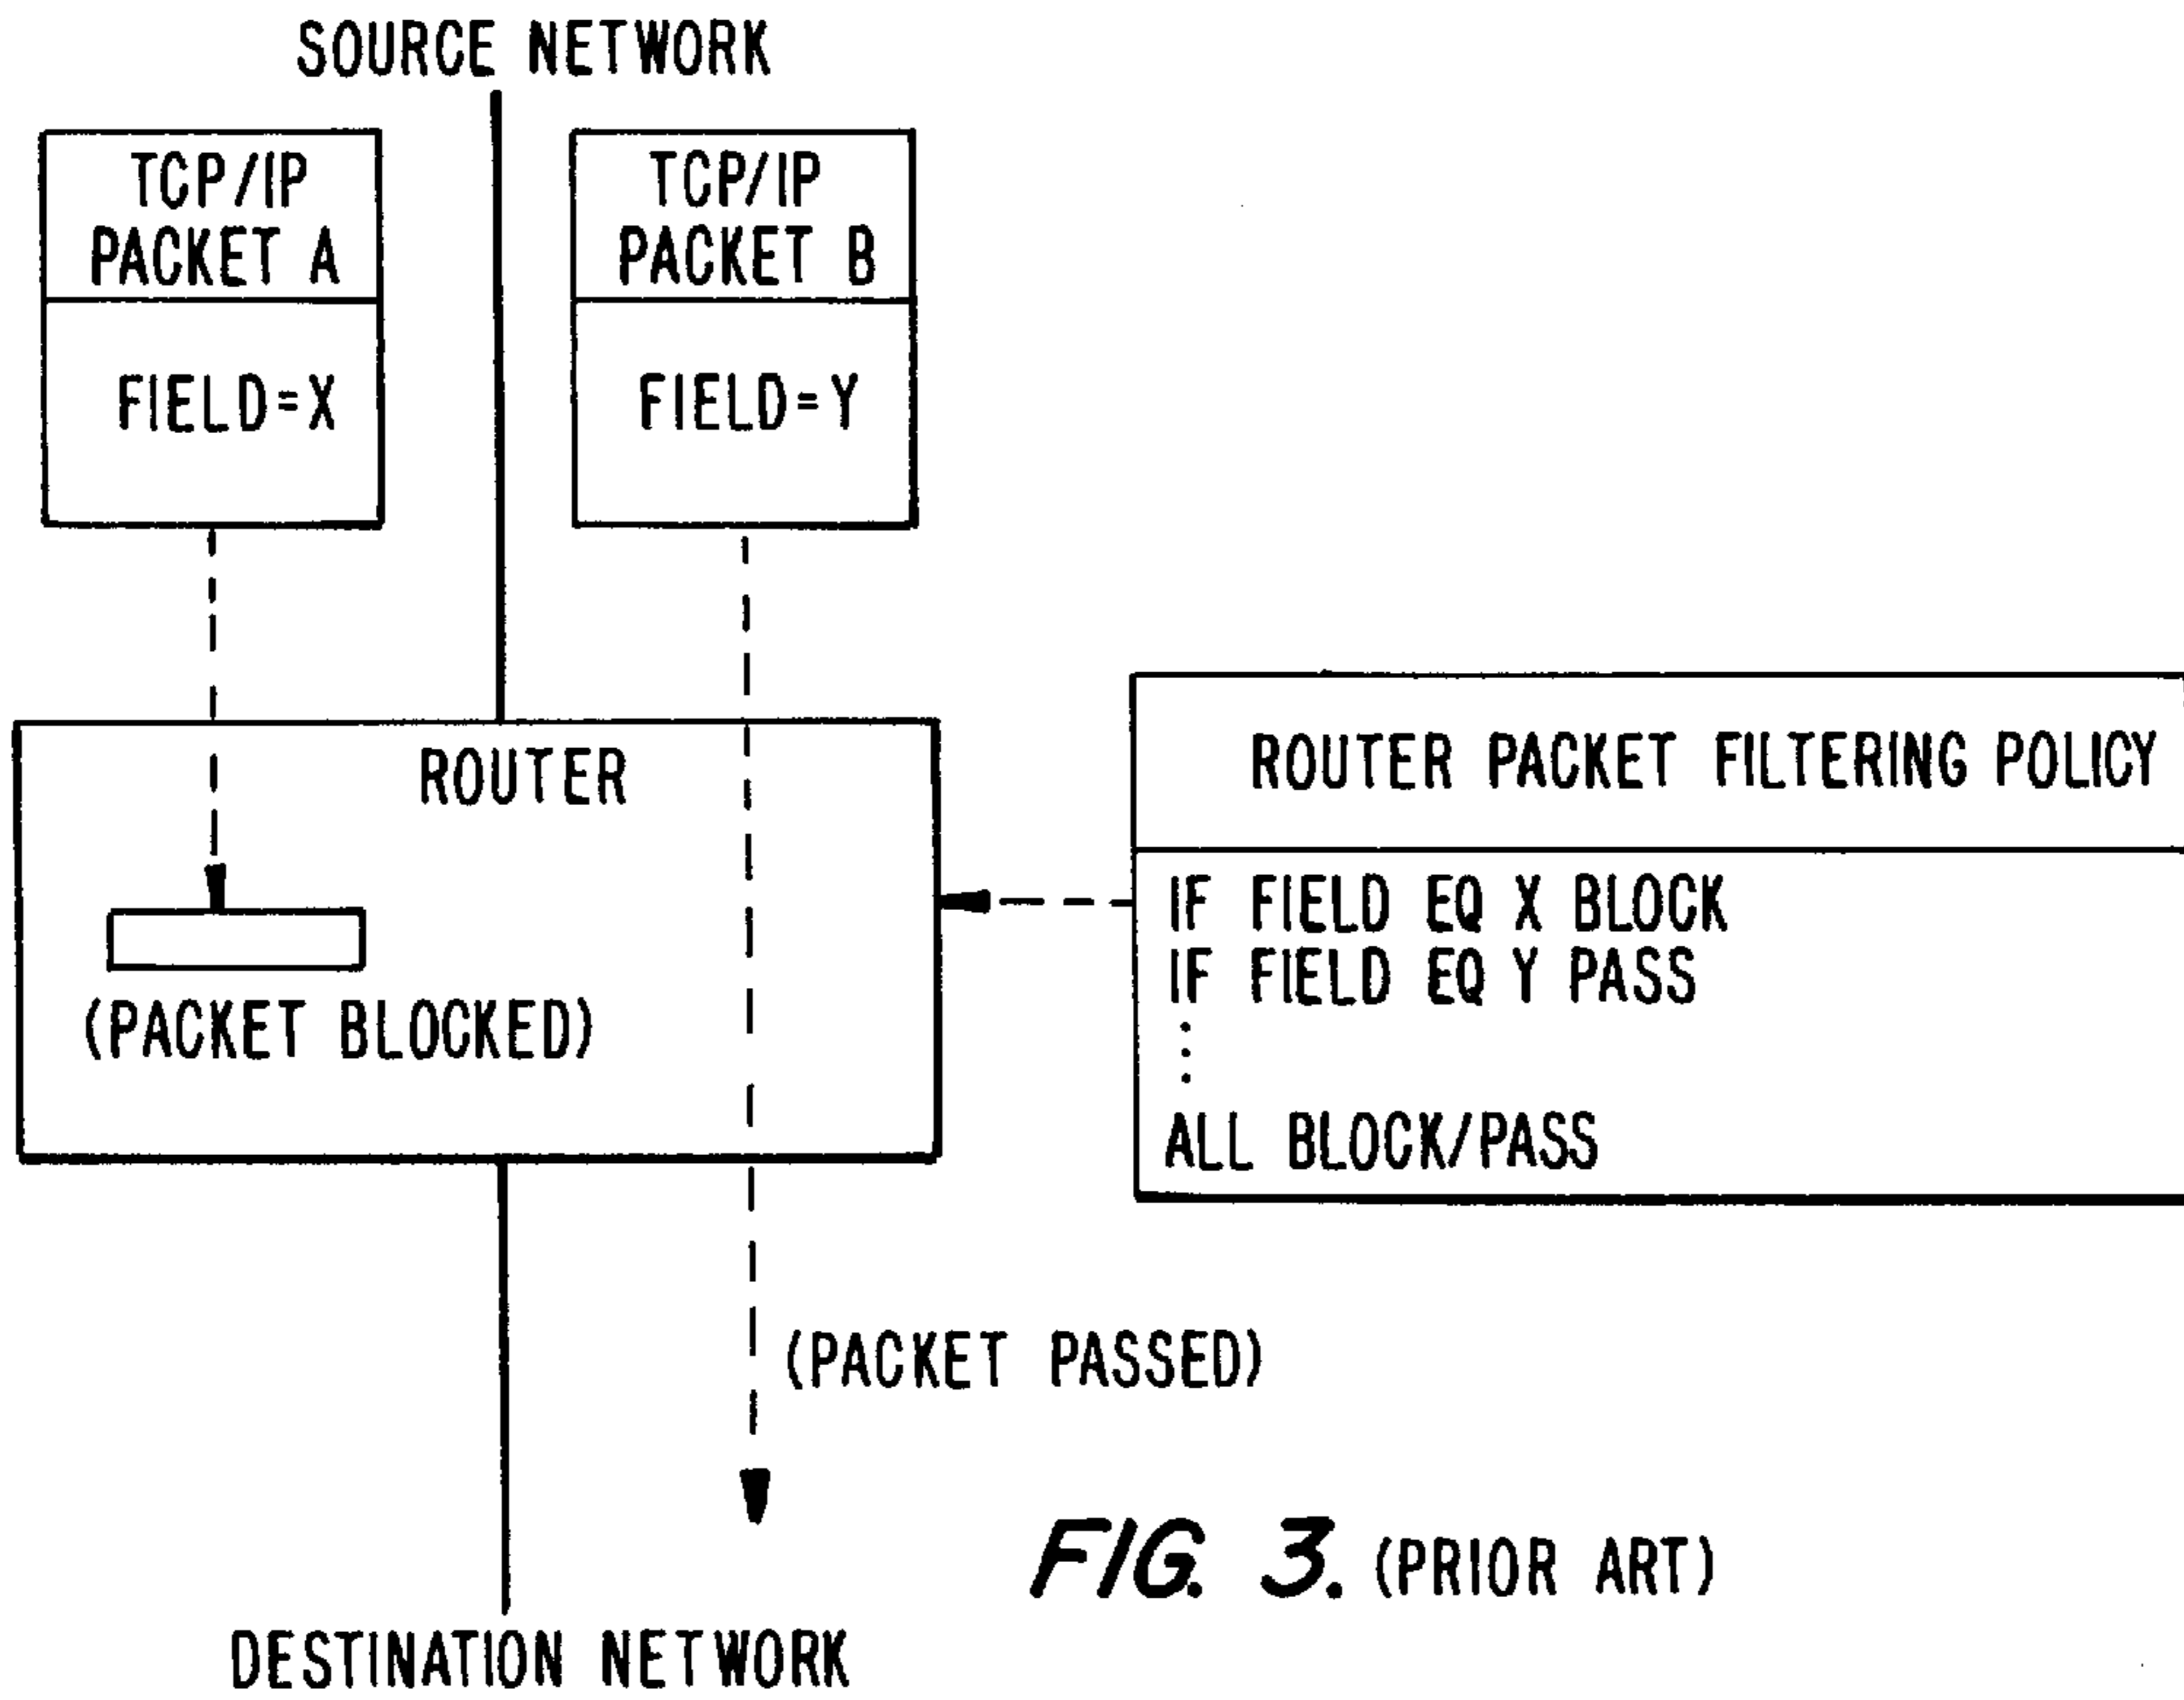 SOURCE NETWORK
TCP/IP
PACKET A
FIELD=X
TCP/IP
PACKET B
FIELD=Y
ROUTER
(PACKET BLOCKED)
ROUTER PACKET FILTERING POLICY
IF FIELD EQ X BLOCK
IF FIELD EQ Y PASS
ALL BLOCK/PASS
(PACKET PASSED)
DESTINATION NETWORK
FIG. 3. (PRIOR ART)